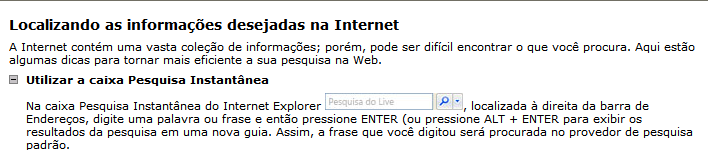 Localizando as informações desejadas na Internet
A Internet contém uma vasta coleção de informações; porém, pode ser difícil encontrar o que você procura. Aqui estão
algumas dicas para tornar mais eficiente a sua pesquisa na Web.
Utilizar a caixa Pesquisa Instantânea
Na caixa Pesquisa Instantânea do Internet Explorer Pesquisa do Live, localizada à direita da barra de
Endereços, digite uma palavra ou frase e então pressione ENTER (ou pressione ALT + ENTER para exibir os
resultados da pesquisa em uma nova guia. Assim, a frase que você digitou será procurada no provedor de pesquisa
padrão.